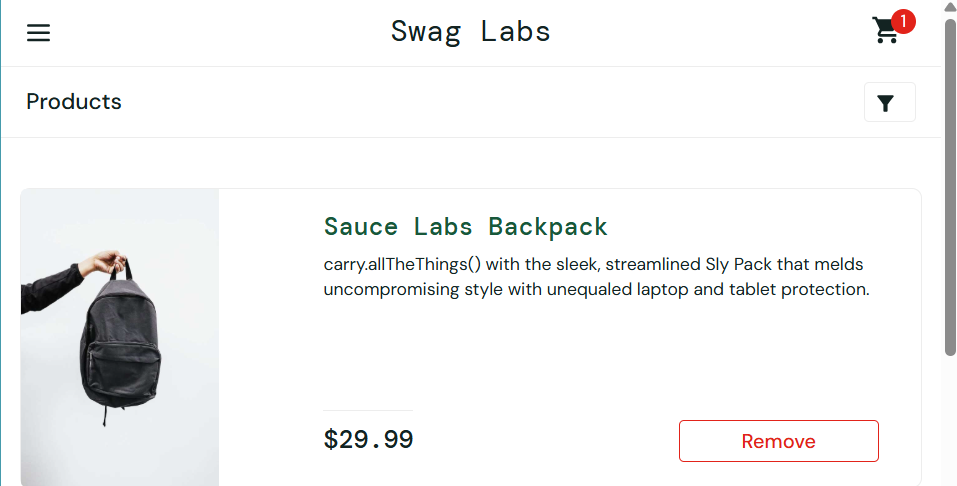 Swag Labs
1
Products
Sauce Labs Backpack
carry.allTheThings() with the sleek, streamlined Sly Pack that melds
uncompromising style with unequaled laptop and tablet protection.
$29.99
Remove